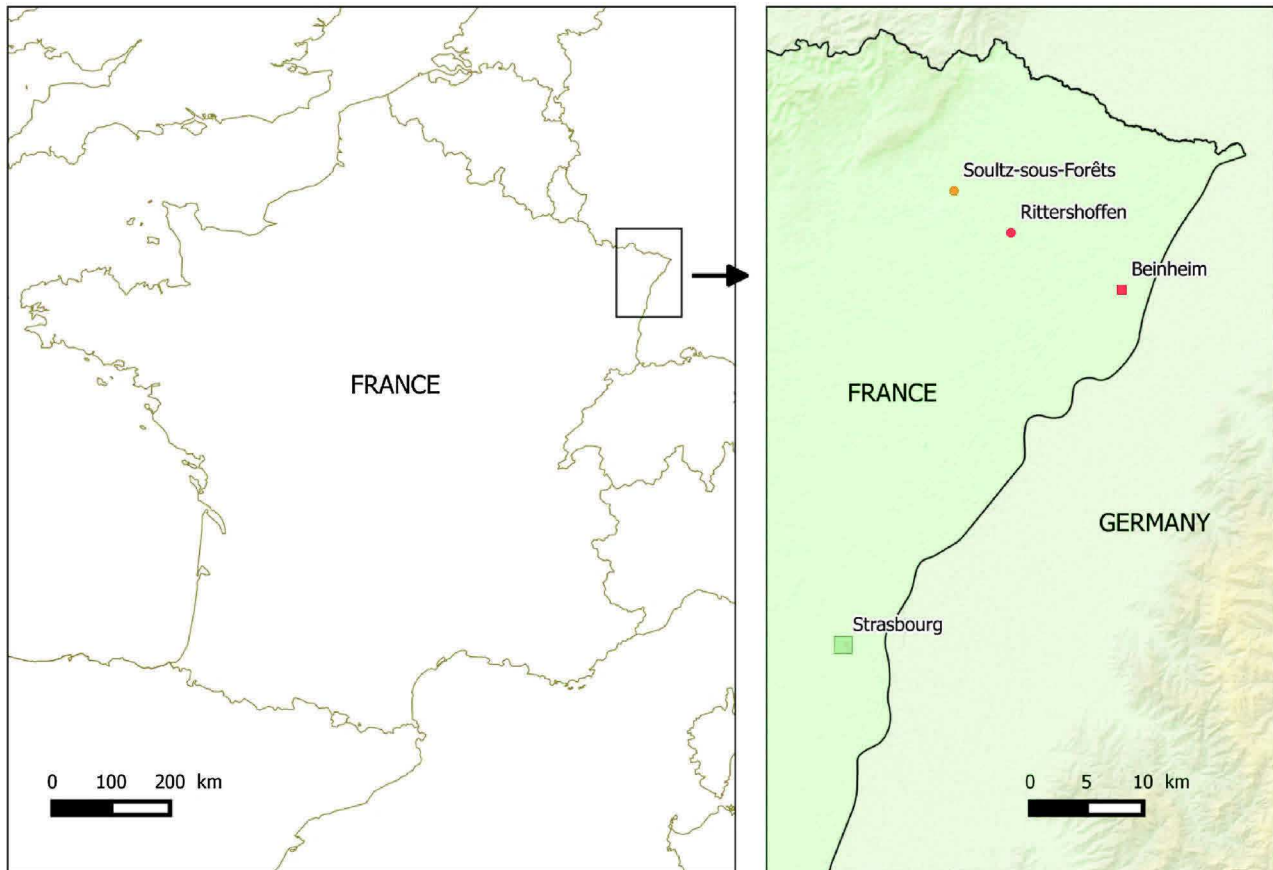 FRANCE
0 100 200 km
Soultz-sous-Forêts
Rittershoffen
Beinheim
FRANCE
GERMANY
Strasbourg
0 5 10 km